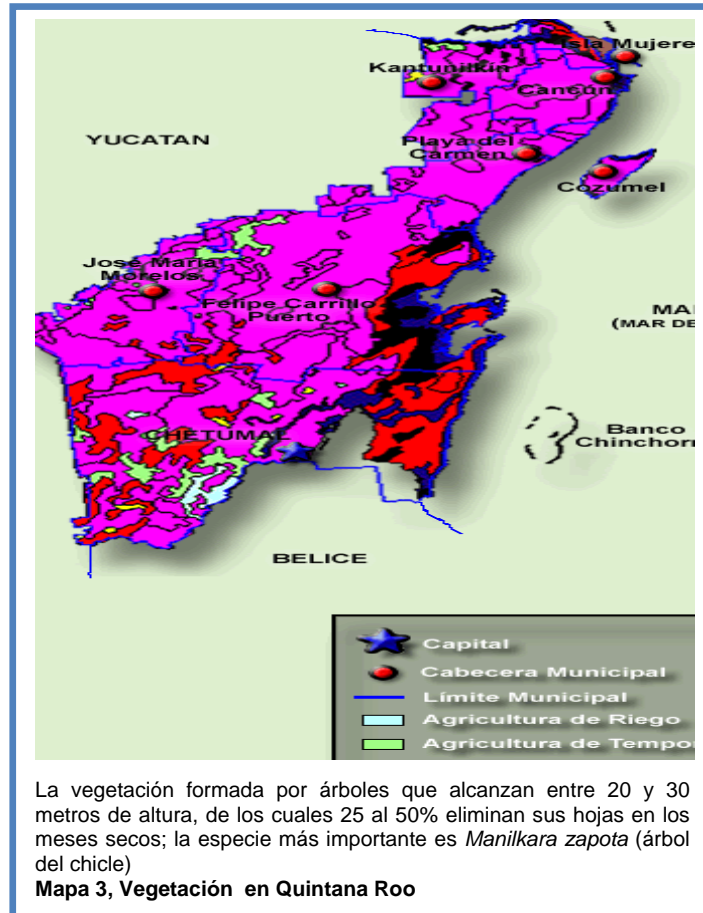 Isla Mujere
Kantunilkín
Cancún
YUCATAN
Playa del
Carmen
Cozumel
José María
Morelos
Felipe Carrillo
Puerto
MA
(MAR DE
CHETUMAL
Banco
Chinchorr
BELICE
Capital
Cabecera Municipal
Límite Municipal
Agricultura de Riego
Agricultura de Tempor
La vegetación formada por árboles que alcanzan entre 20 y 30
metros de altura, de los cuales 25 al 50% eliminan sus hojas en los
meses secos; la especie más importante es Manilkara zapota (árbol
del chicle)
Mapa 3, Vegetación en Quintana Roo